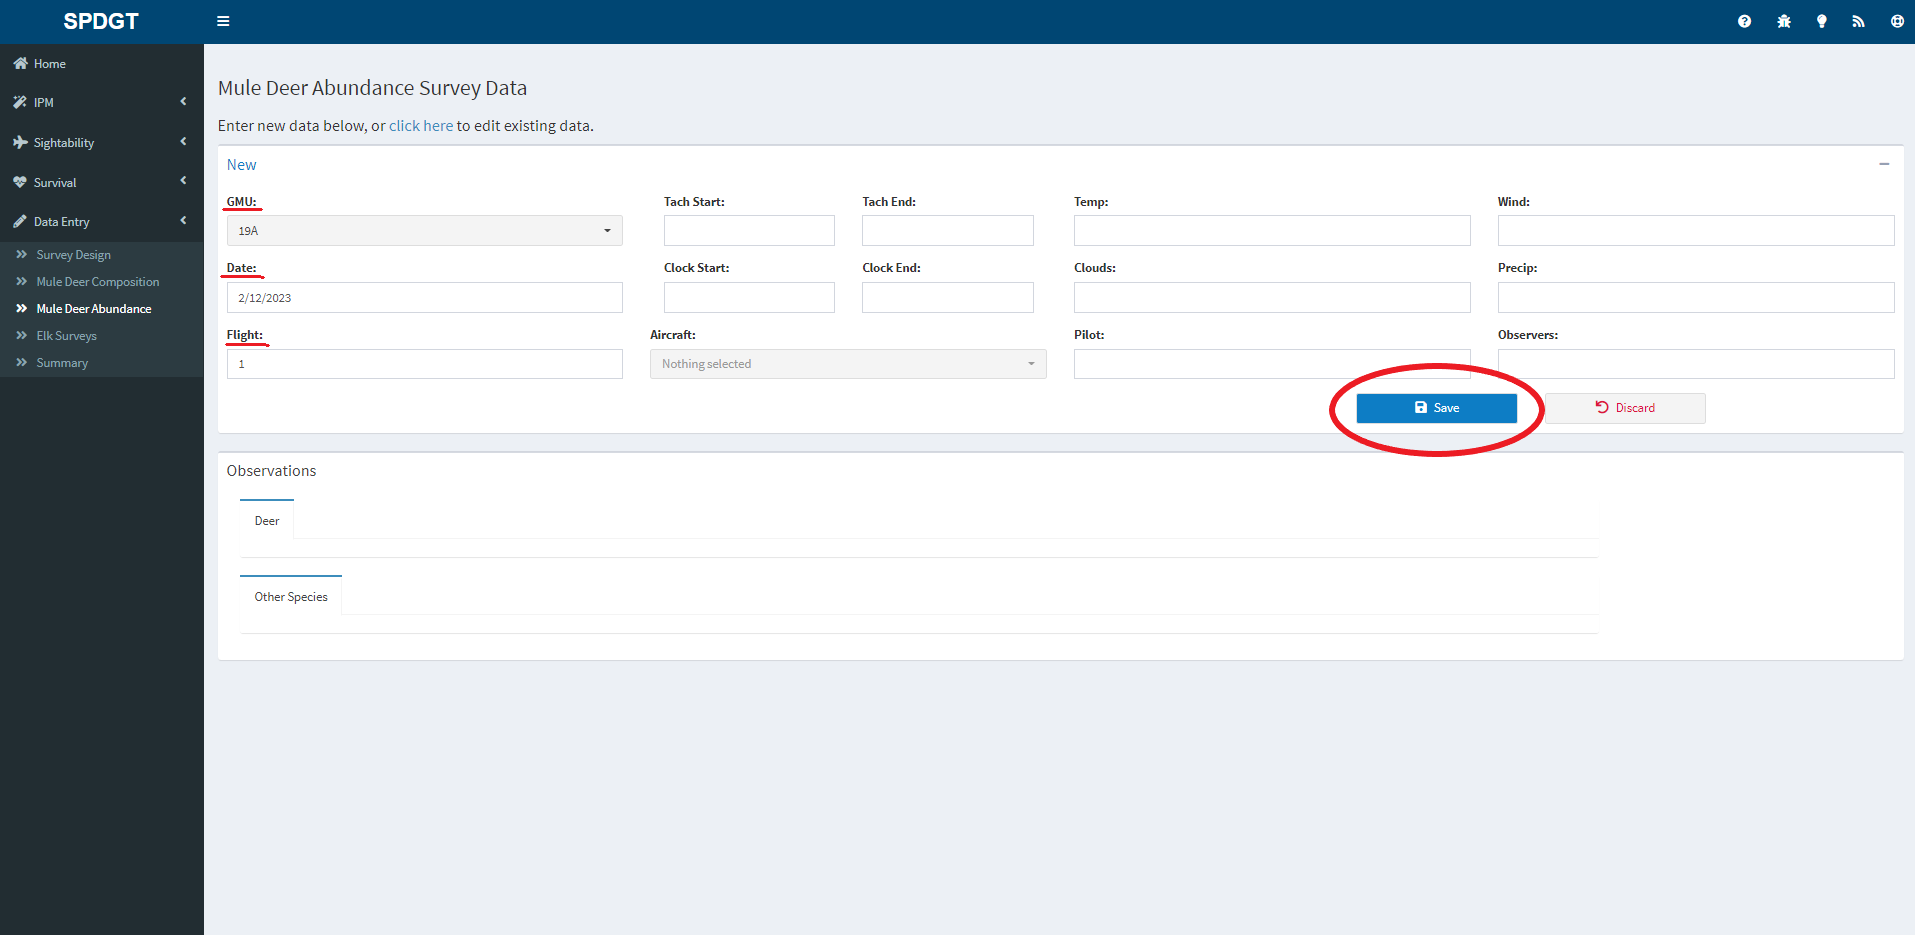 SPDGT
Home
IPM
Sightability
Survival
Data Entry
Survey Design
Mule Deer Composition
Mule Deer Abundance
Elk Surveys
Summary
Mule Deer Abundance Survey Data
Enter new data below, or click here to edit existing data.
New
GMU: Tach Start: Tach End: Temp: Wind:
19A
Date: Clock Start: Clock End: Clouds: Precip:
2/12/2023
Flight: Aircraft: Pilot: Observers:
1 Nothing selected
Save Discard
Observations
Deer
Other Species